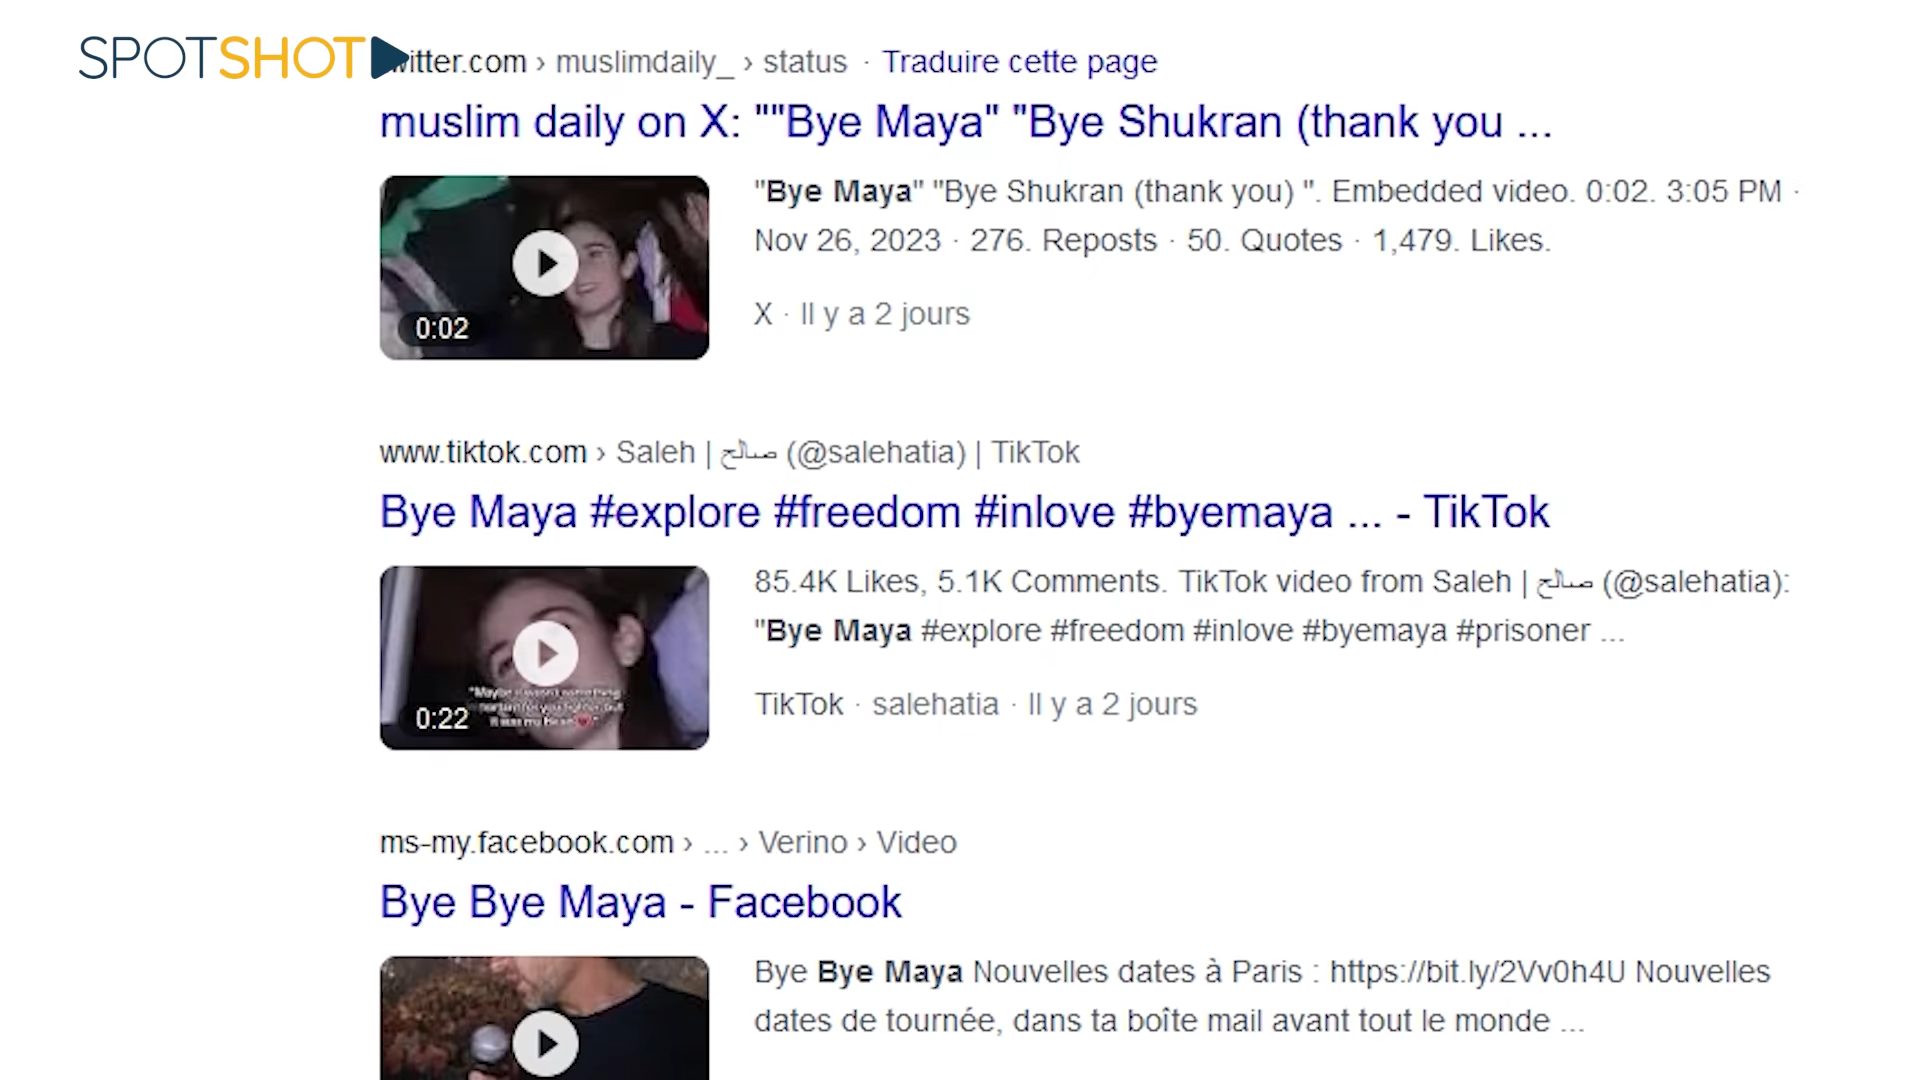 SPOTSHOT
itter.com › muslimdaily_ › status · Traduire cette page
muslim daily on X: ""Bye Maya" "Bye Shukran (thank you ...
"Bye Maya" "Bye Shukran (thank you) ". Embedded video. 0:02. 3:05 PM ·
Nov 26, 2023 · 276. Reposts · 50. Quotes · 1,479. Likes.
0:02
X · Il y a 2 jours
www.tiktok.com › Saleh | صالح (@salehatia) | TikTok
Bye Maya #explore #freedom #inlove #byemaya ... - TikTok
85.4K Likes, 5.1K Comments. TikTok video from Saleh | صالح (@salehatia):
"Bye Maya #explore #freedom #inlove #byemaya #prisoner ...
0:22
TikTok · salehatia · Il y a 2 jours
ms-my.facebook.com › ... › Verino › Video
Bye Bye Maya - Facebook
Bye Bye Maya Nouvelles dates à Paris : https://bit.ly/2Vv0h4U Nouvelles
dates de tournée, dans ta boîte mail avant tout le monde ...